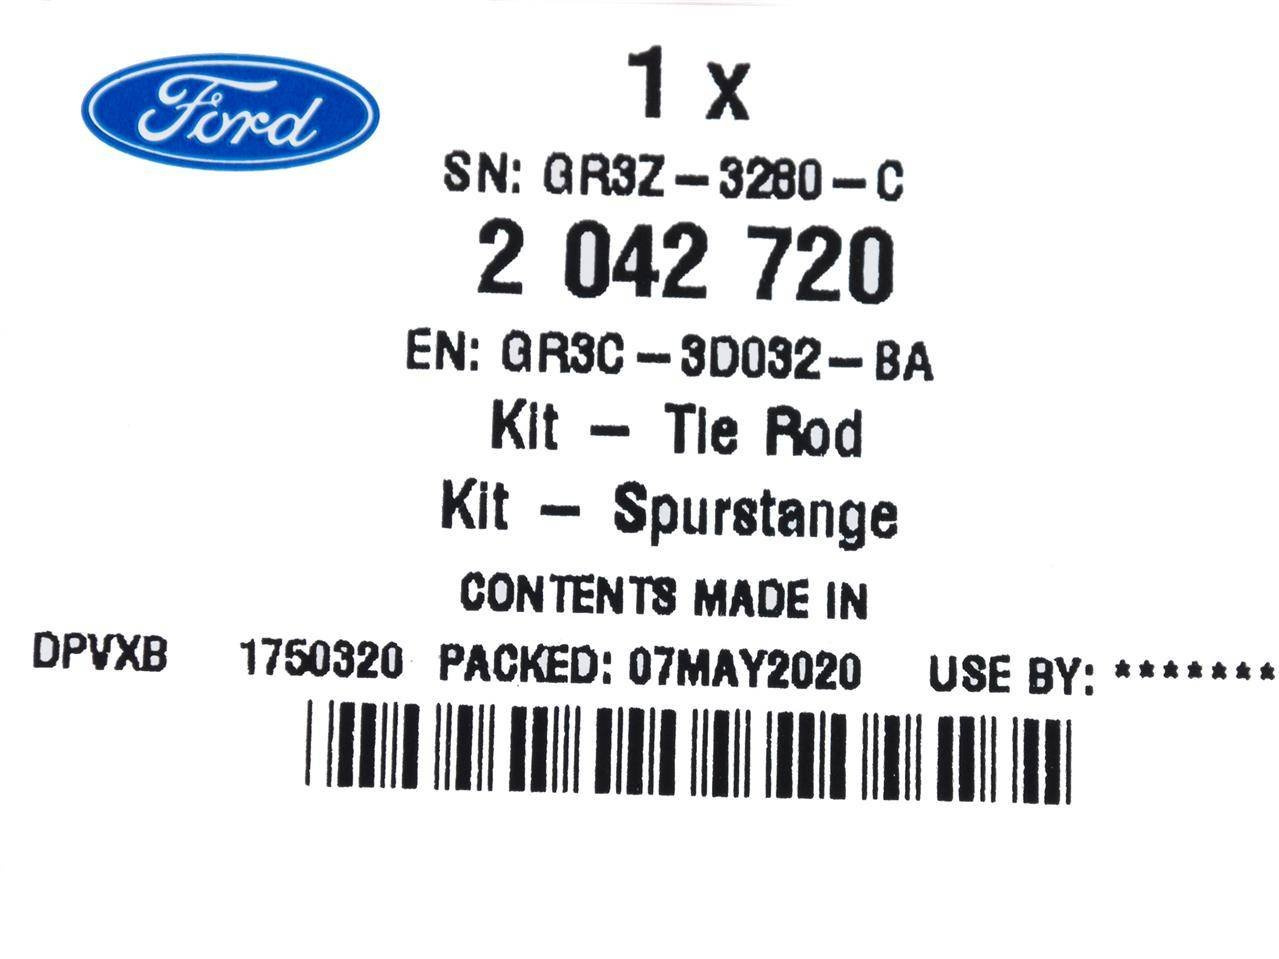 Ford
1 x
SN: GR3Z-3280-C
2 042 720
EN: GR3C-3D032-BA
Kit - Tie Rod
Kit - Spurstange
CONTENTS MADE IN
DPVXB 1750320 PACKED: 07MAY2020 USE BY: *******